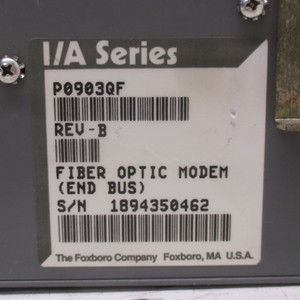 I/A Series
P0903QF
REV-B
FIBER OPTIC MODEM
(END BUS)
S/N 1894350462
The Foxboro Company Foxboro, MA U.S.A.